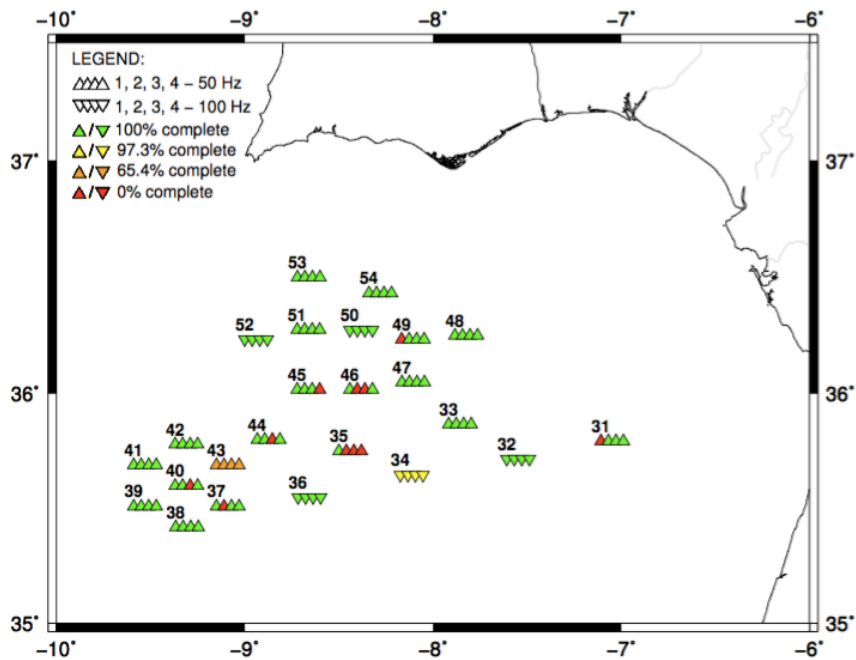 −10° −9° −8° −7° −6°
LEGEND:
1, 2, 3, 4 − 50 Hz
1, 2, 3, 4 − 100 Hz
/ 100% complete
/ 97.3% complete
/ 65.4% complete
/ 0% complete
37° 37°
53
54
52 51 50 49 48
45 46 47
36° 36°
44 33
42 35 31
41 43 34 32
40
39 37 36
38
35° 35°
−10° −9° −8° −7° −6°